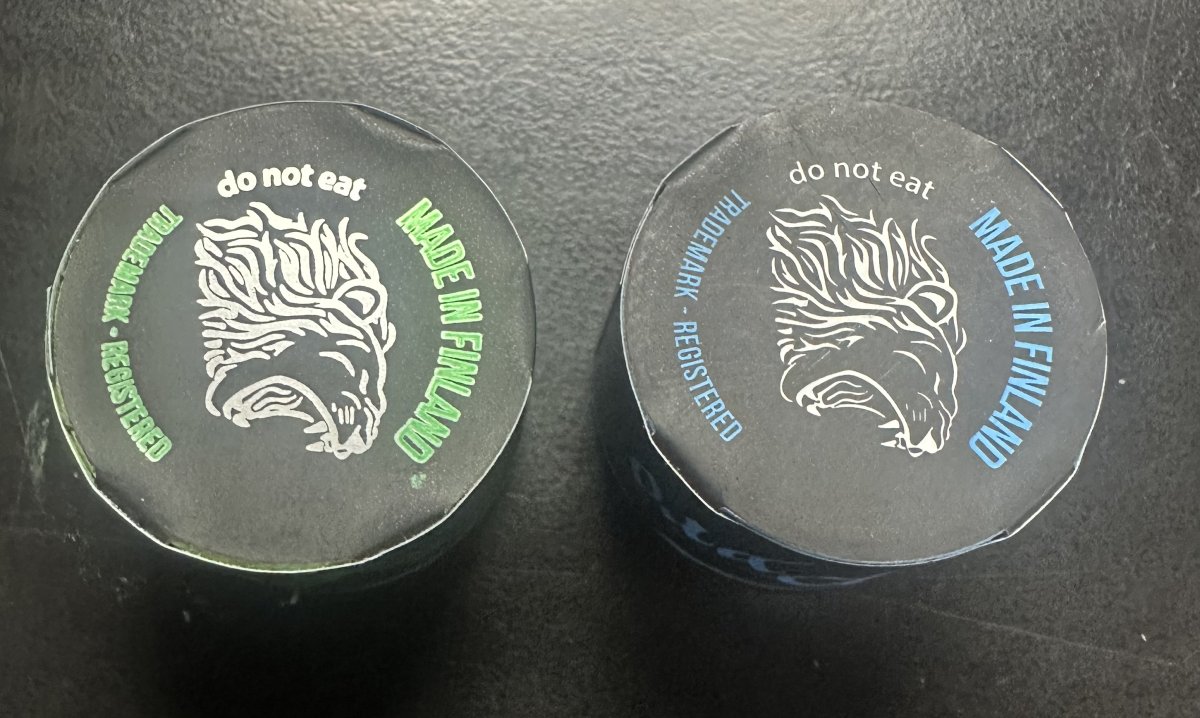 do not eat
TRADEMARK - REGISTERED
MADE IN FINLAND
do not eat
TRADEMARK - REGISTERED
MADE IN FINLAND